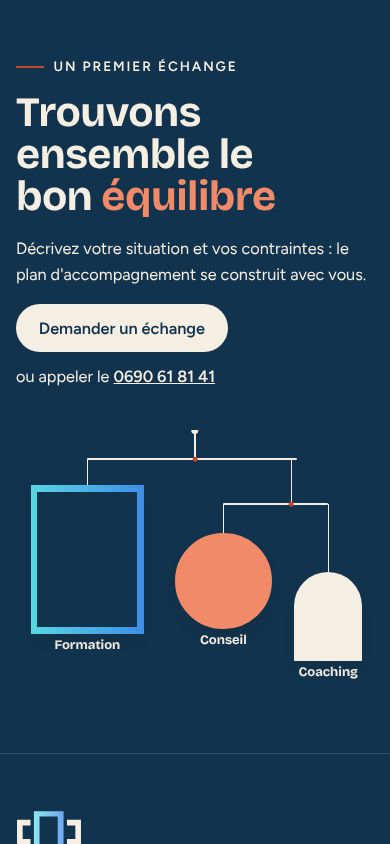 UN PREMIER ÉCHANGE
Trouvons
ensemble le
bon équilibre
Décrivez votre situation et vos contraintes : le
plan d'accompagnement se construit avec vous.
Demander un échange
ou appeler le 0690 61 81 41
Formation
Conseil
Coaching